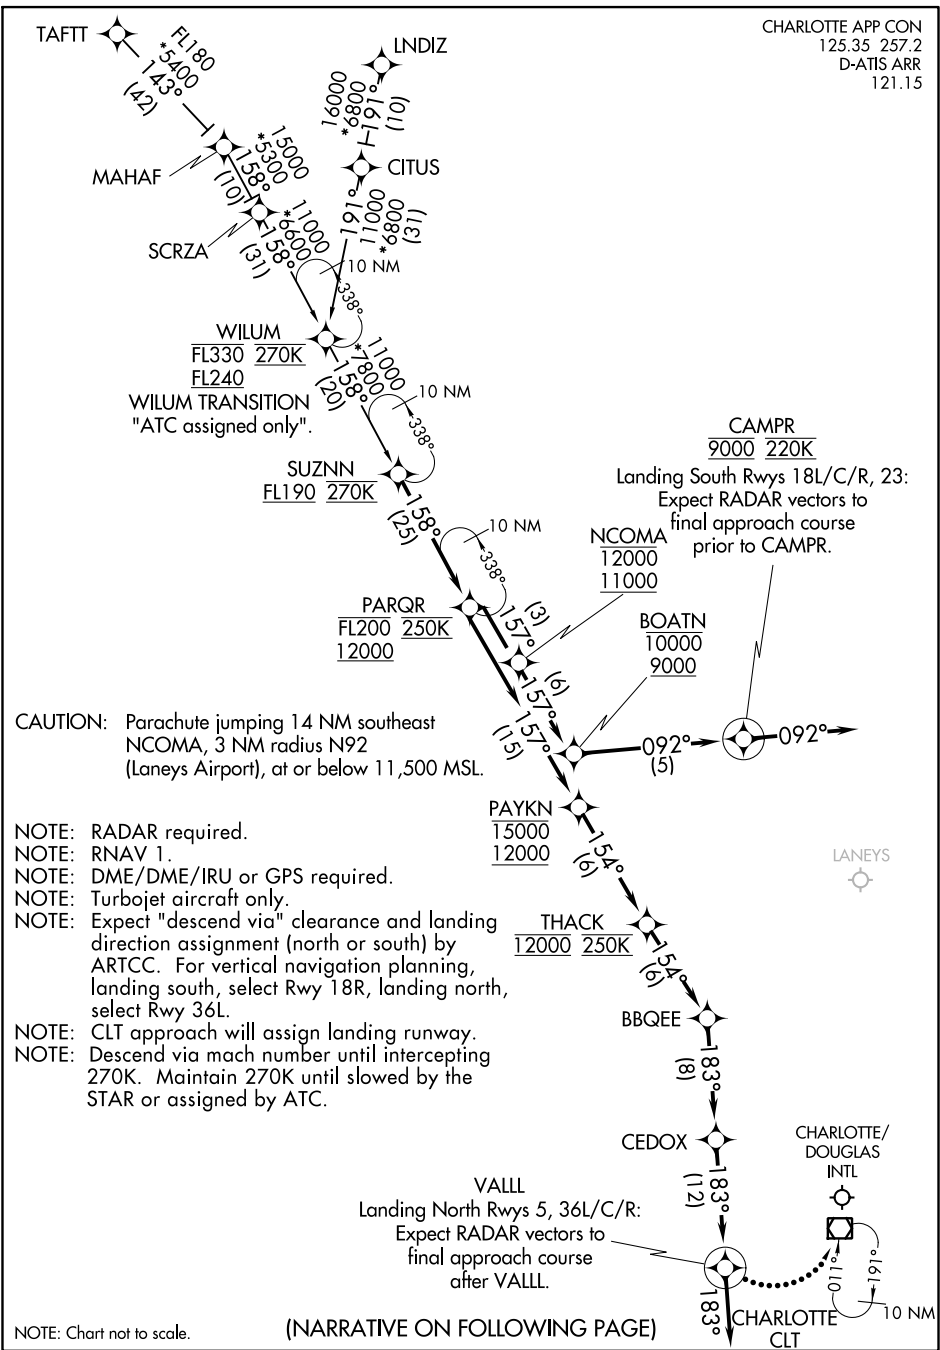 CHARLOTTE APP CON
125.35 257.2
D-ATIS ARR
121.15
TAFTT
FL180
*5400
143°
(42)
LNDIZ
16000
*6800
191°
(10)
MAHAF
15000
*5300
158°
(10)
CITUS
191°
11000
*6800
(31)
SCRZA
11000
*6600
158°
(31)
10 NM
338°
WILUM
FL330 270K
FL240
WILUM TRANSITION
"ATC assigned only".
11000
*7800
158°
(20)
10 NM
338°
SUZNN
FL190 270K
158°
(25)
10 NM
338°
CAMPR
9000 220K
Landing South Rwys 18L/C/R, 23:
Expect RADAR vectors to
final approach course
prior to CAMPR.
NCOMA
12000
11000
PARQR
FL200 250K
12000
(3)
157°
BOATN
10000
9000
(6)
157°
157°
(15)
092°
(5)
092°
CAUTION: Parachute jumping 14 NM southeast
NCOMA, 3 NM radius N92
(Laneys Airport), at or below 11,500 MSL.
PAYKN
15000
12000
154°
(6)
LANEYS
NOTE: RADAR required.
NOTE: RNAV 1.
NOTE: DME/DME/IRU or GPS required.
NOTE: Turbojet aircraft only.
NOTE: Expect "descend via" clearance and landing
direction assignment (north or south) by
ARTCC. For vertical navigation planning,
landing south, select Rwy 18R, landing north,
select Rwy 36L.
NOTE: CLT approach will assign landing runway.
NOTE: Descend via mach number until intercepting
270K. Maintain 270K until slowed by the
STAR or assigned by ATC.
THACK
12000 250K
154°
(6)
BBQEE
183°
(8)
CEDOX
183°
(12)
CHARLOTTE/
DOUGLAS
INTL
VALLL
Landing North Rwys 5, 36L/C/R:
Expect RADAR vectors to
final approach course
after VALLL.
011°
191°
10 NM
183°
CHARLOTTE
CLT
NOTE: Chart not to scale.
(NARRATIVE ON FOLLOWING PAGE)